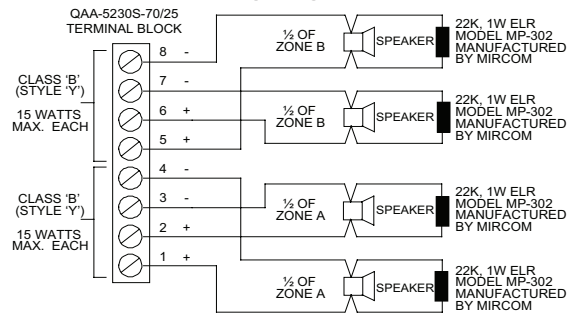 QAA-5230S-70/25
TERMINAL BLOCK
8 -
7 -
6 +
5 +
4 -
3 -
2 +
1 +
CLASS 'B'
(STYLE 'Y')
15 WATTS
MAX. EACH
CLASS 'B'
(STYLE 'Y')
15 WATTS
MAX. EACH
½ OF
ZONE B
SPEAKER
22K, 1W ELR
MODEL MP-302
MANUFACTURED
BY MIRCOM
½ OF
ZONE B
SPEAKER
22K, 1W ELR
MODEL MP-302
MANUFACTURED
BY MIRCOM
½ OF
ZONE A
SPEAKER
22K, 1W ELR
MODEL MP-302
MANUFACTURED
BY MIRCOM
½ OF
ZONE A
SPEAKER
22K, 1W ELR
MODEL MP-302
MANUFACTURED
BY MIRCOM